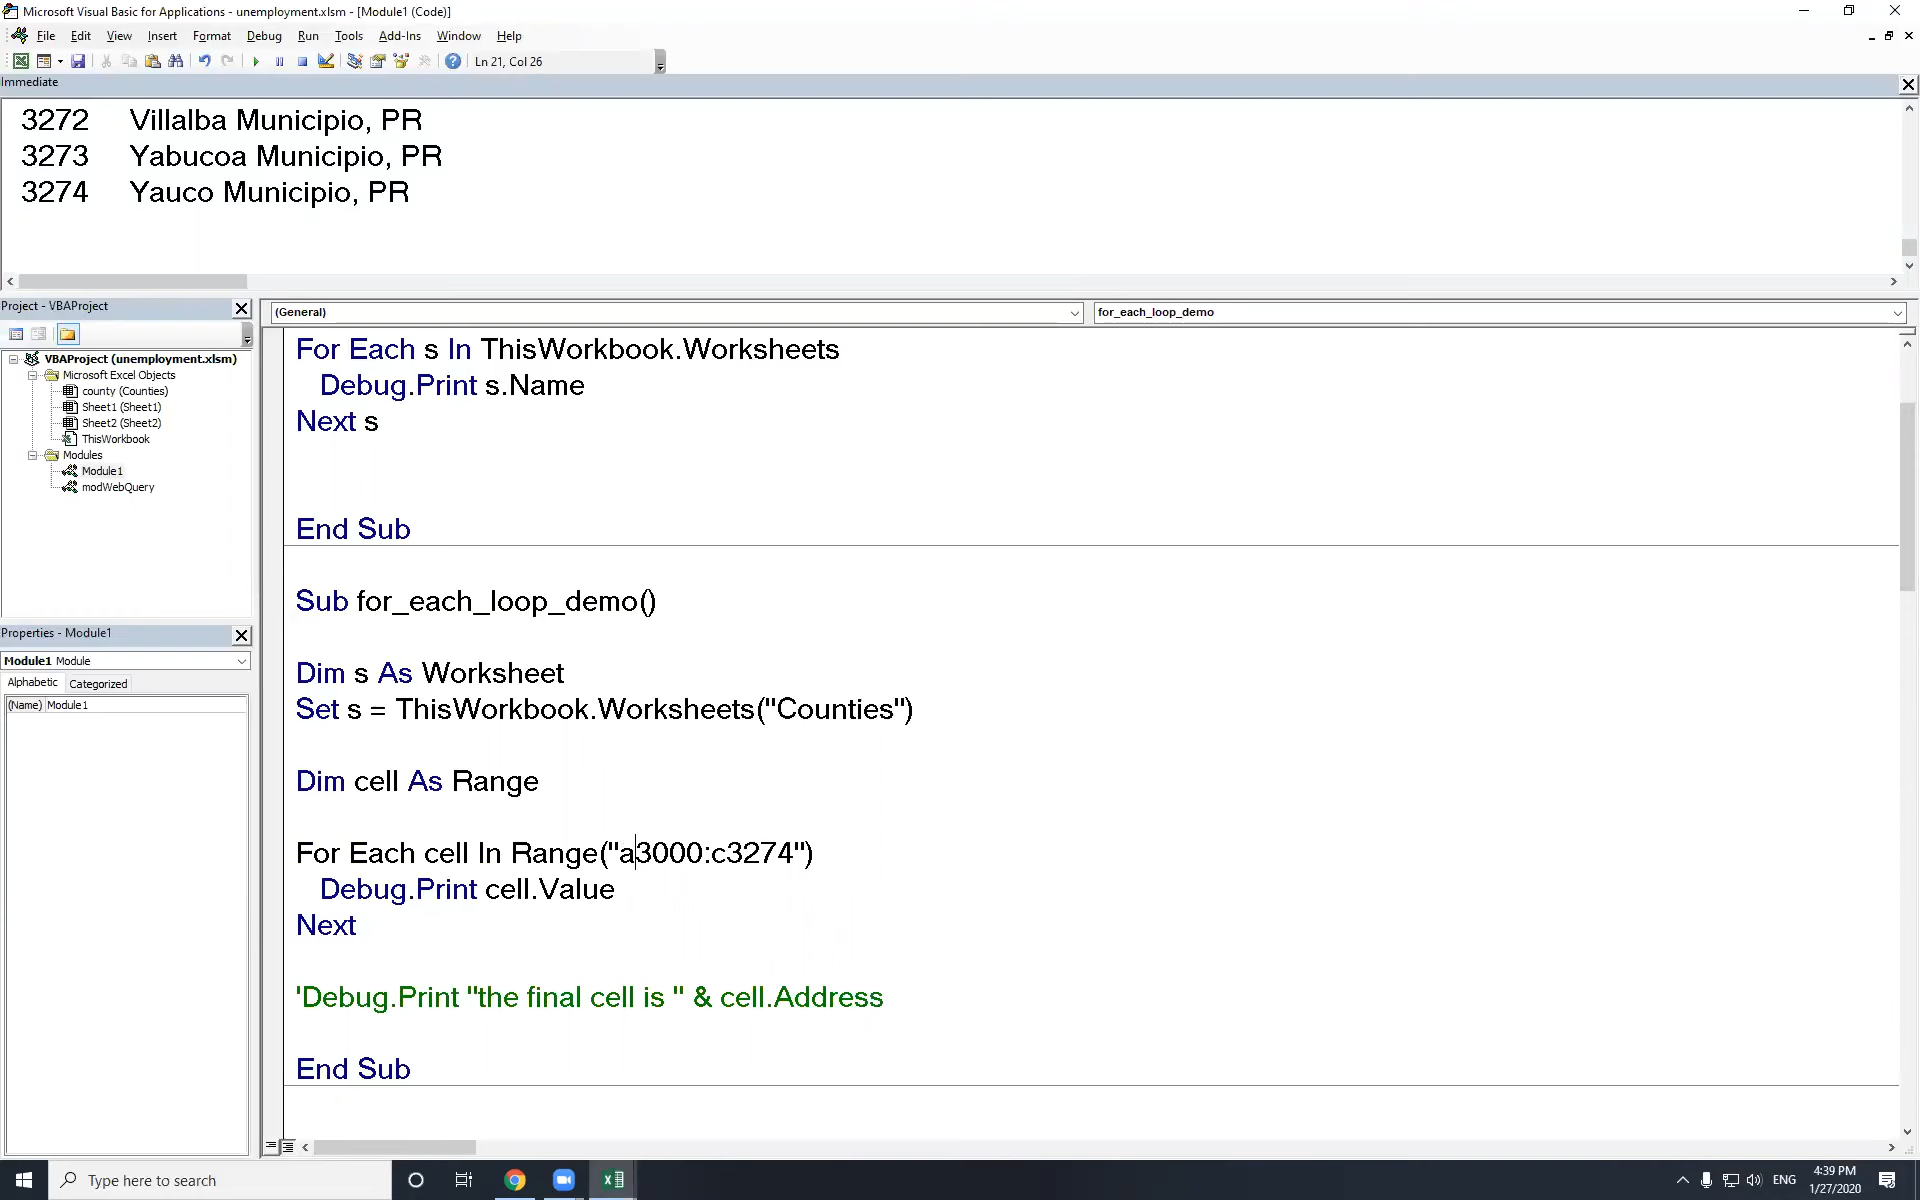 Microsoft Visual Basic for Applications - unemployment.xlsm - [Module1 (Code)]
File Edit View Insert Format Debug Run Tools Add-Ins Window Help
Ln 21, Col 26
Immediate
3272 Villalba Municipio, PR
3273 Yabucoa Municipio, PR
3274 Yauco Municipio, PR
Project - VBAProject
VBAProject (unemployment.xlsm)
Microsoft Excel Objects
county (Counties)
Sheet1 (Sheet1)
Sheet2 (Sheet2)
ThisWorkbook
Modules
Module1
modWebQuery
Properties - Module1
Module1 Module
Alphabetic Categorized
(Name) Module1
(General) for_each_loop_demo
For Each s In ThisWorkbook.Worksheets
Debug.Print s.Name
Next s
End Sub
Sub for_each_loop_demo()
Dim s As Worksheet
Set s = ThisWorkbook.Worksheets("Counties")
Dim cell As Range
For Each cell In Range("a3000:c3274")
Debug.Print cell.Value
Next
'Debug.Print "the final cell is " & cell.Address
End Sub
Type here to search
ENG
4:39 PM
1/27/2020